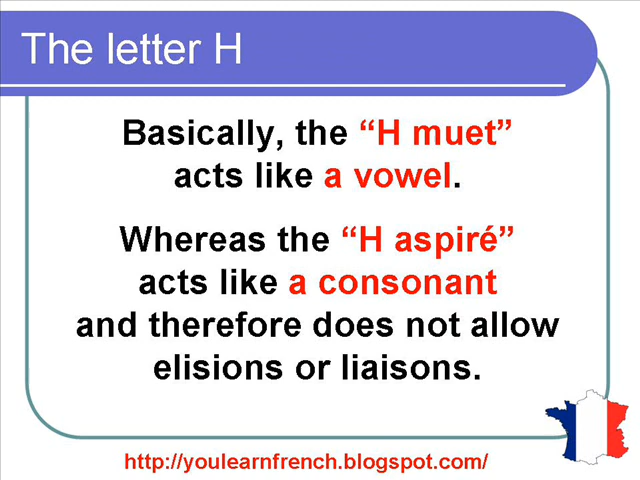 The letter H
Basically, the “H muet”
acts like a vowel.
Whereas the “H aspiré”
acts like a consonant
and therefore does not allow
elisions or liaisons.
http://youlearnfrench.blogspot.com/